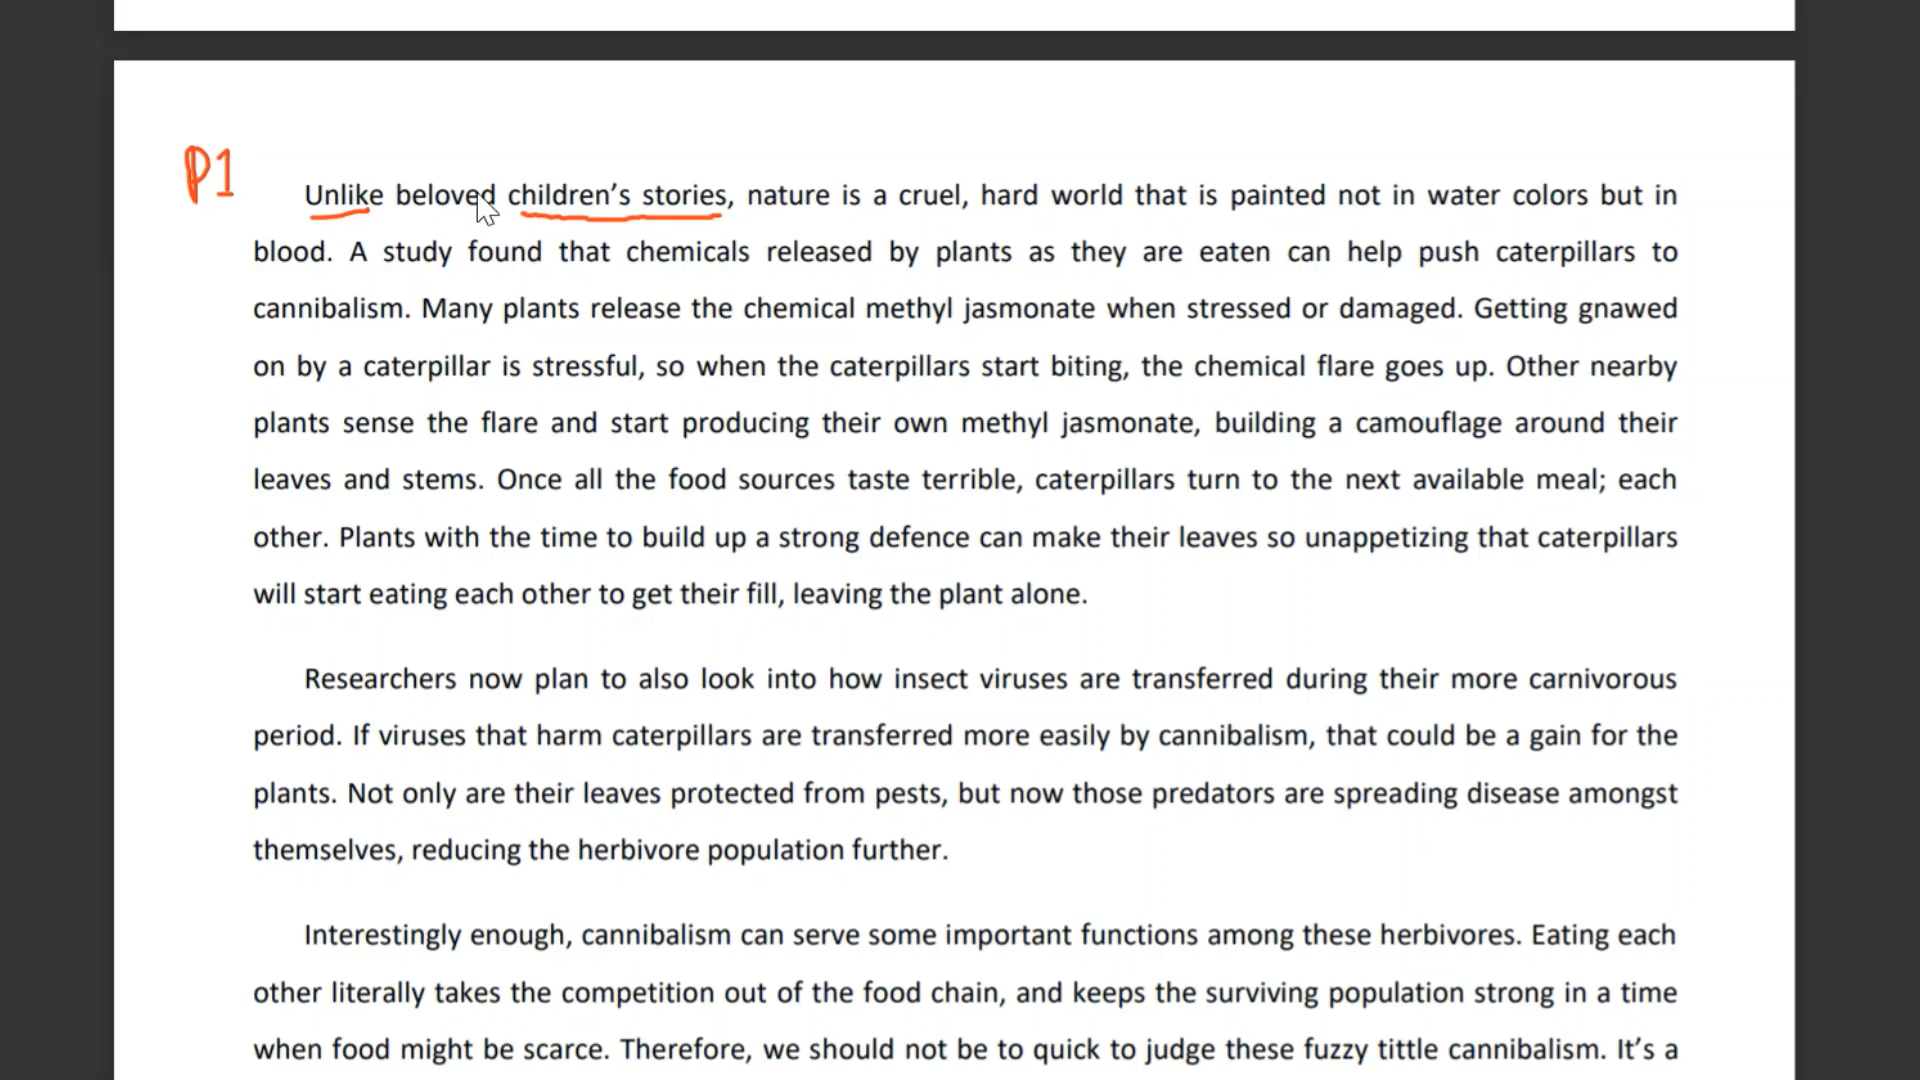 P1
Unlike beloved children’s stories, nature is a cruel, hard world that is painted not in water colors but in
blood. A study found that chemicals released by plants as they are eaten can help push caterpillars to
cannibalism. Many plants release the chemical methyl jasmonate when stressed or damaged. Getting gnawed
on by a caterpillar is stressful, so when the caterpillars start biting, the chemical flare goes up. Other nearby
plants sense the flare and start producing their own methyl jasmonate, building a camouflage around their
leaves and stems. Once all the food sources taste terrible, caterpillars turn to the next available meal; each
other. Plants with the time to build up a strong defence can make their leaves so unappetizing that caterpillars
will start eating each other to get their fill, leaving the plant alone.
Researchers now plan to also look into how insect viruses are transferred during their more carnivorous
period. If viruses that harm caterpillars are transferred more easily by cannibalism, that could be a gain for the
plants. Not only are their leaves protected from pests, but now those predators are spreading disease amongst
themselves, reducing the herbivore population further.
Interestingly enough, cannibalism can serve some important functions among these herbivores. Eating each
other literally takes the competition out of the food chain, and keeps the surviving population strong in a time
when food might be scarce. Therefore, we should not be to quick to judge these fuzzy tittle cannibalism. It’s a